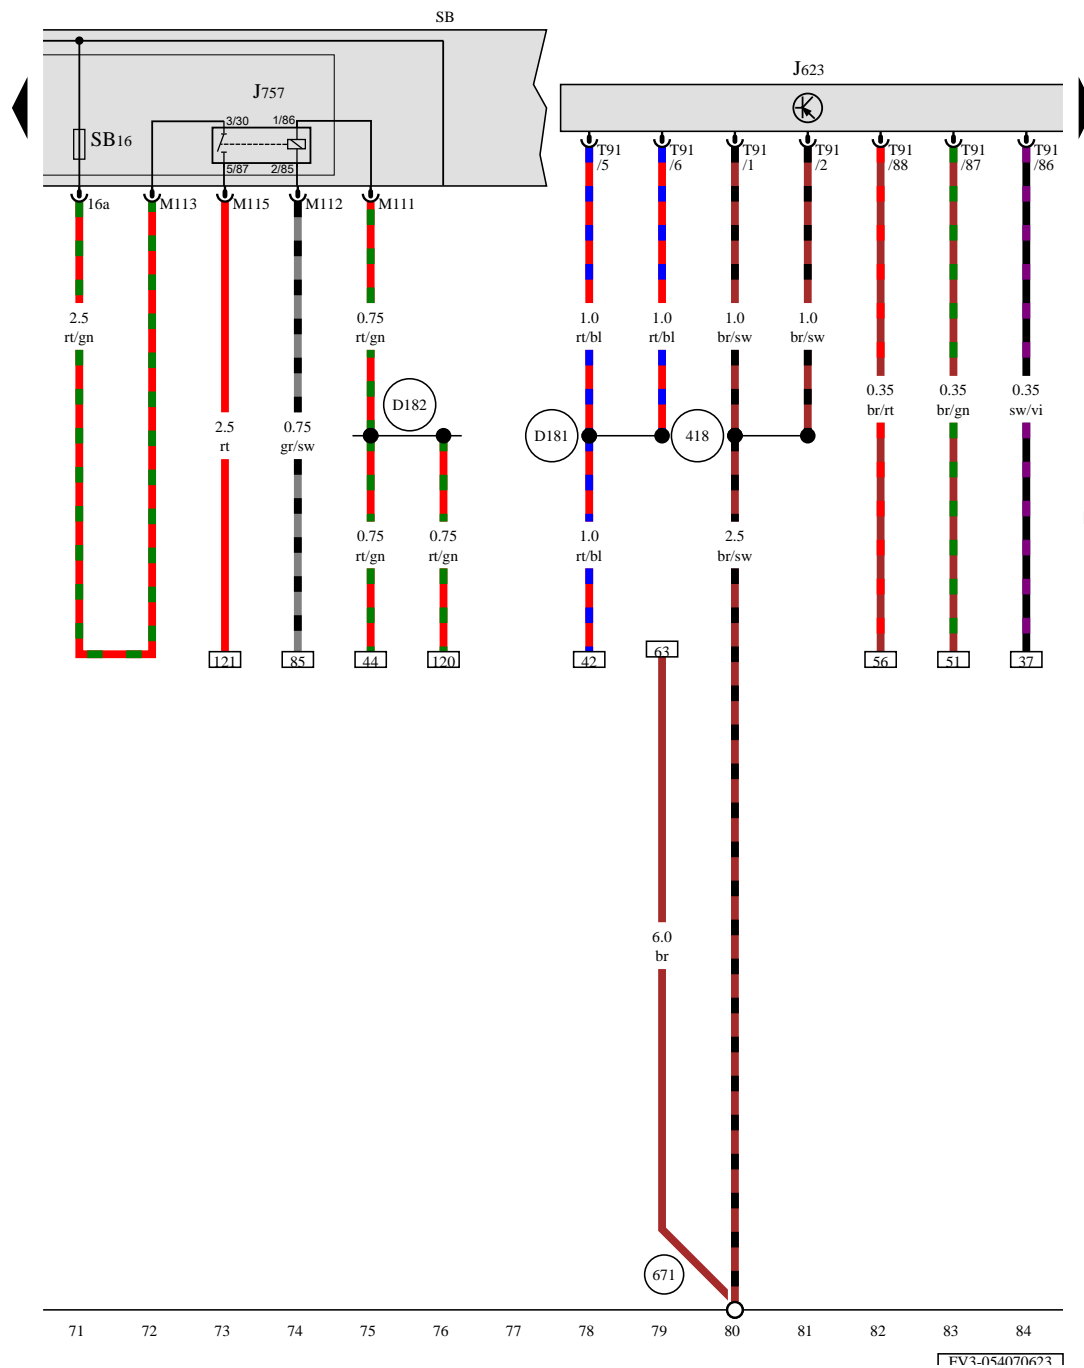 SB
J757
3/30
1/86
SB16
5/87
2/85
16a
M113
M115
M112
M111
J623
T91
/5
T91
/6
T91
/1
T91
/2
T91
/88
T91
/87
T91
/86
2.5
rt/gn
0.75
rt/gn
1.0
rt/bl
1.0
rt/bl
1.0
br/sw
1.0
br/sw
0.35
br/rt
0.35
br/gn
0.35
sw/vi
D182
2.5
rt
0.75
gr/sw
D181
418
0.75
rt/gn
0.75
rt/gn
1.0
rt/bl
2.5
br/sw
121
85
44
120
42
63
56
51
37
6.0
br
671
71
72
73
74
75
76
77
78
79
80
81
82
83
84
EV3-054070623